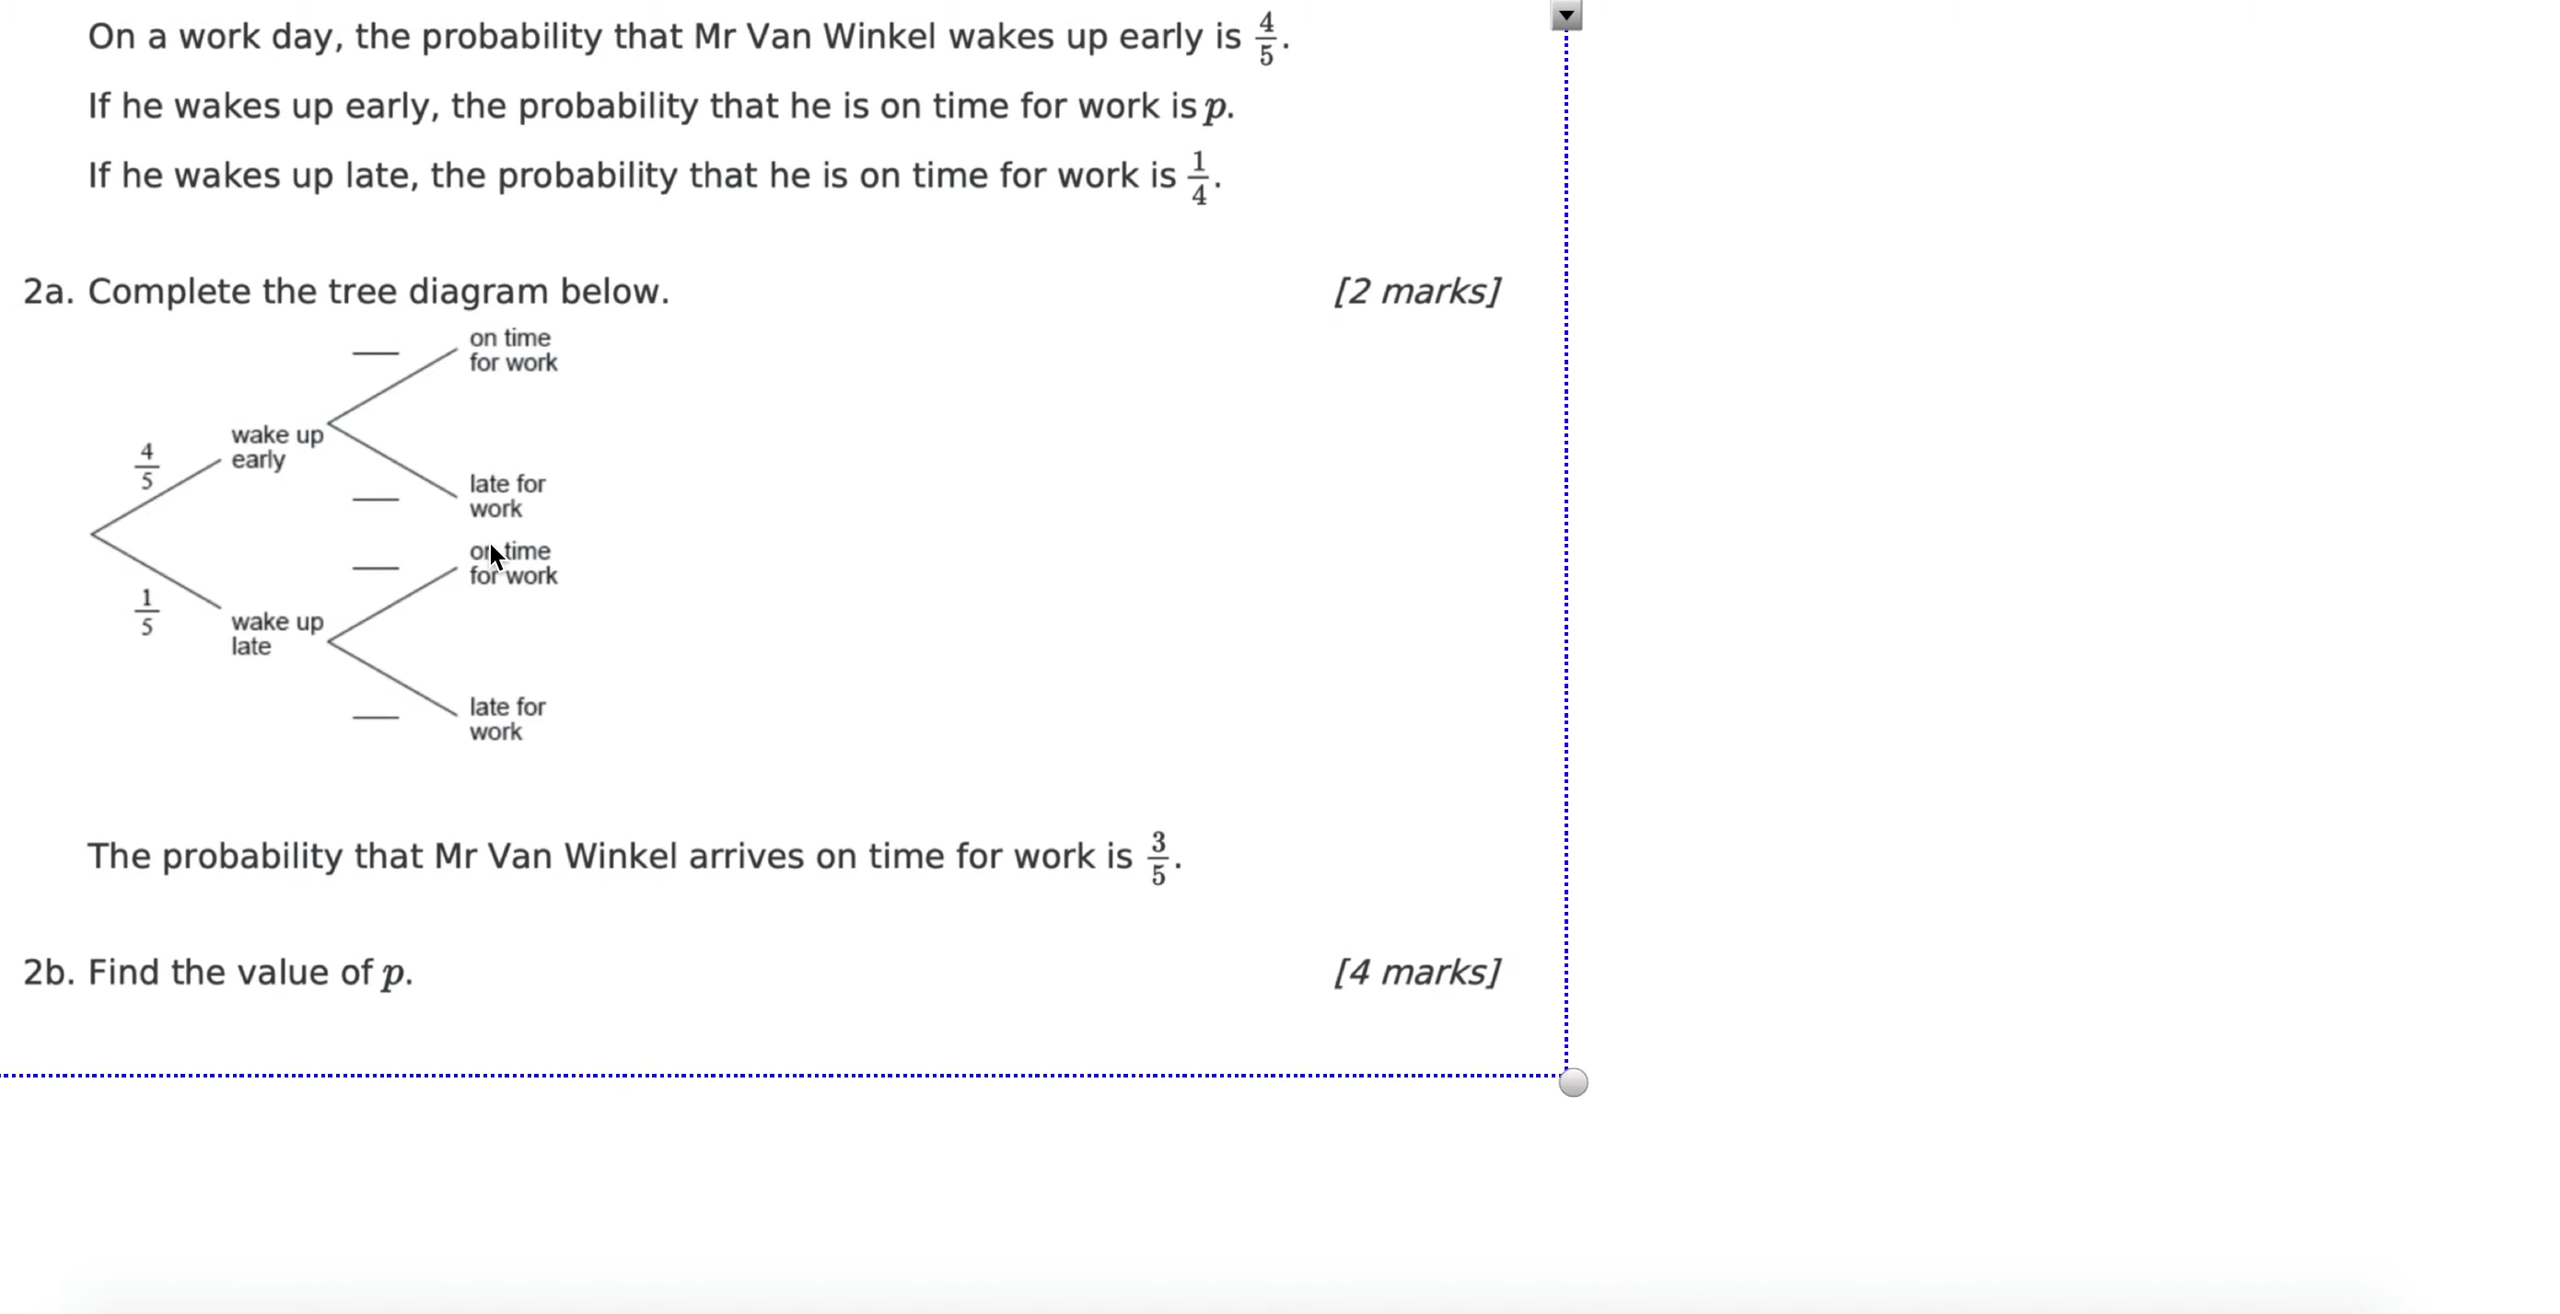 On a work day, the probability that Mr Van Winkel wakes up early is 4/5.
If he wakes up early, the probability that he is on time for work is p.
If he wakes up late, the probability that he is on time for work is 1/4.
2a. Complete the tree diagram below. [2 marks]
on time
for work
wake up
early
4/5
late for
work
on time
for work
1/5
wake up
late
late for
work
The probability that Mr Van Winkel arrives on time for work is 3/5.
2b. Find the value of p. [4 marks]